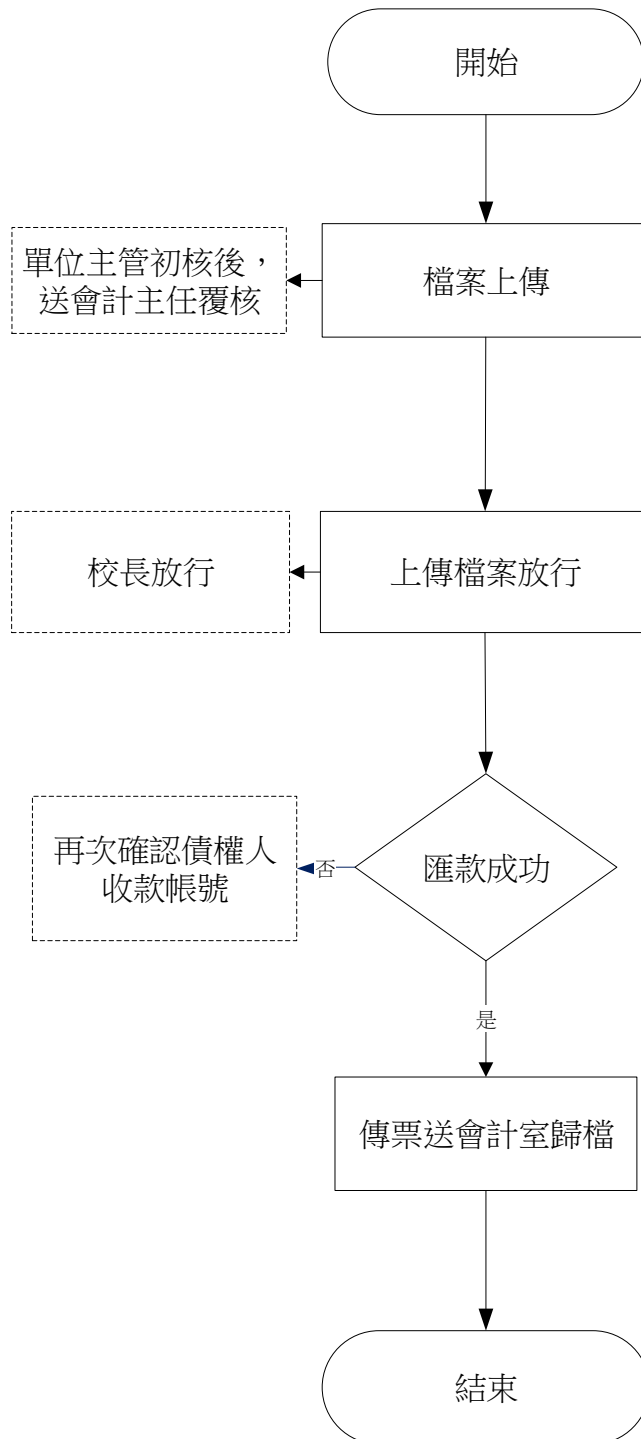 開始
單位主管初核後，
送會計主任覆核
檔案上傳
校長放行
上傳檔案放行
再次確認債權人
收款帳號
否
匯款成功
是
傳票送會計室歸檔
結束